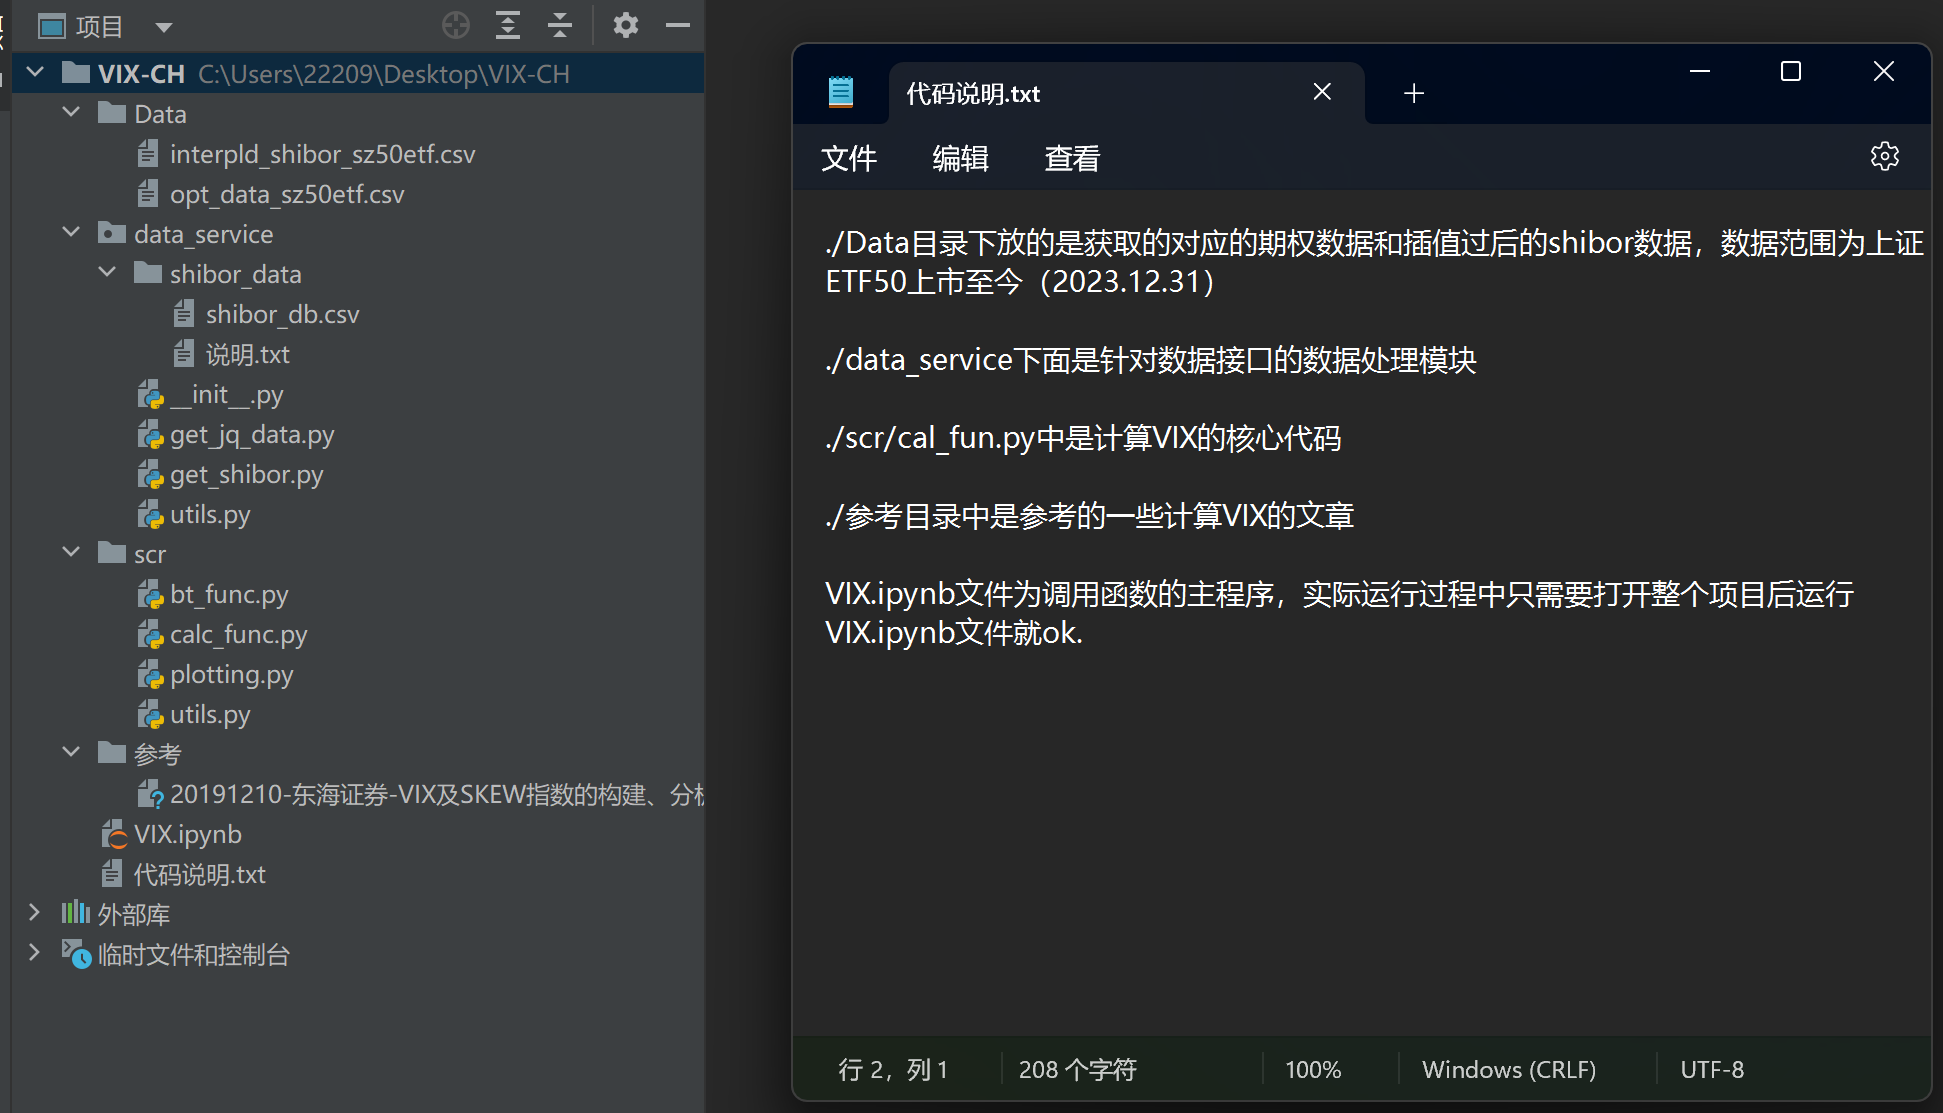 项目
VIX-CH C:\Users\22209\Desktop\VIX-CH
Data
interpld_shibor_sz50etf.csv
opt_data_sz50etf.csv
data_service
shibor_data
shibor_db.csv
说明.txt
__init__.py
get_jq_data.py
get_shibor.py
utils.py
scr
bt_func.py
calc_func.py
plotting.py
utils.py
参考
20191210-东海证券-VIX及SKEW指数的构建、分析
VIX.ipynb
代码说明.txt
外部库
临时文件和控制台
代码说明.txt
文件 编辑 查看
./Data目录下放的是获取的对应的期权数据和插值过后的shibor数据，数据范围为上证
ETF50上市至今（2023.12.31）
./data_service下面是针对数据接口的数据处理模块
./scr/cal_fun.py中是计算VIX的核心代码
./参考目录中是参考的一些计算VIX的文章
VIX.ipynb文件为调用函数的主程序，实际运行过程中只需要打开整个项目后运行
VIX.ipynb文件就ok.
行 2，列 1 208 个字符 100% Windows (CRLF) UTF-8